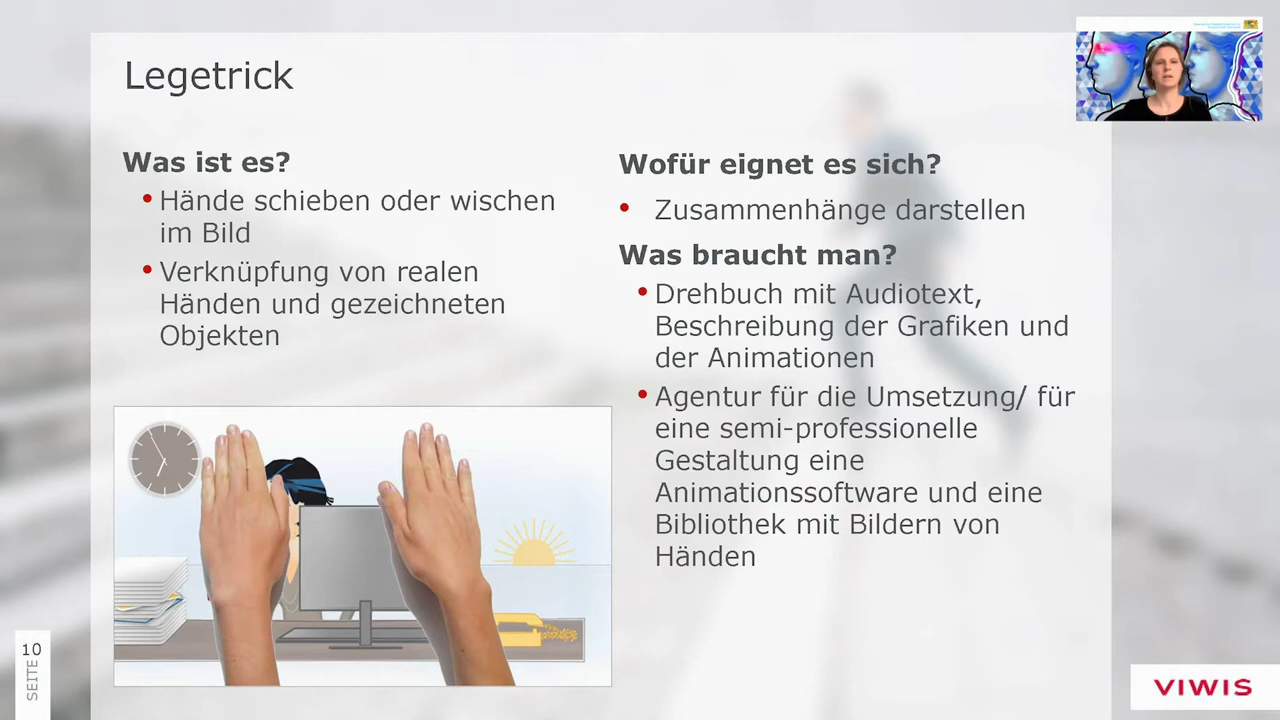 Legetrick
Was ist es?
• Hände schieben oder wischen
im Bild
• Verknüpfung von realen
Händen und gezeichneten
Objekten
Wofür eignet es sich?
• Zusammenhänge darstellen
Was braucht man?
• Drehbuch mit Audiotext,
Beschreibung der Grafiken und
der Animationen
• Agentur für die Umsetzung/ für
eine semi-professionelle
Gestaltung eine
Animationssoftware und eine
Bibliothek mit Bildern von
Händen
10
SEITE
VIWIS